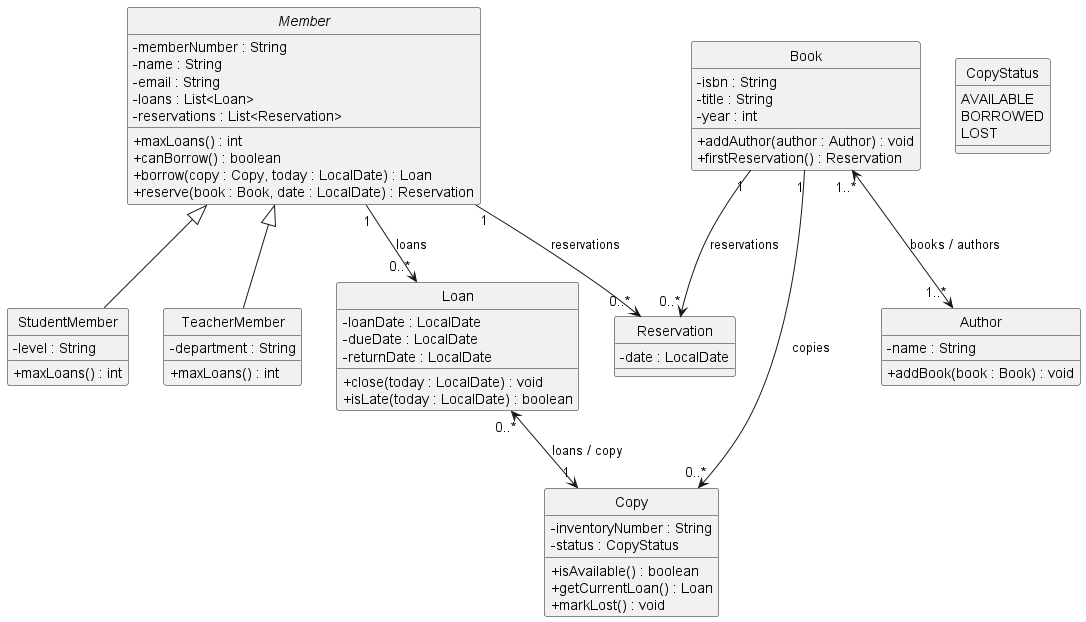 Member
-memberNumber : String
-name : String
-email : String
-loans : List<Loan>
-reservations : List<Reservation>
+maxLoans() : int
+canBorrow() : boolean
+borrow(copy : Copy, today : LocalDate) : Loan
+reserve(book : Book, date : LocalDate) : Reservation
Book
-isbn : String
-title : String
-year : int
+addAuthor(author : Author) : void
+firstReservation() : Reservation
CopyStatus
AVAILABLE
BORROWED
LOST
1
loans
0..*
1
reservations
0..*
1
reservations
0..*
1
copies
0..*
1..*
books / authors
1..*
StudentMember
-level : String
+maxLoans() : int
TeacherMember
-department : String
+maxLoans() : int
Loan
-loanDate : LocalDate
-dueDate : LocalDate
-returnDate : LocalDate
+close(today : LocalDate) : void
+isLate(today : LocalDate) : boolean
Reservation
-date : LocalDate
Author
-name : String
+addBook(book : Book) : void
0..*
loans / copy
1
Copy
-inventoryNumber : String
-status : CopyStatus
+isAvailable() : boolean
+getCurrentLoan() : Loan
+markLost() : void